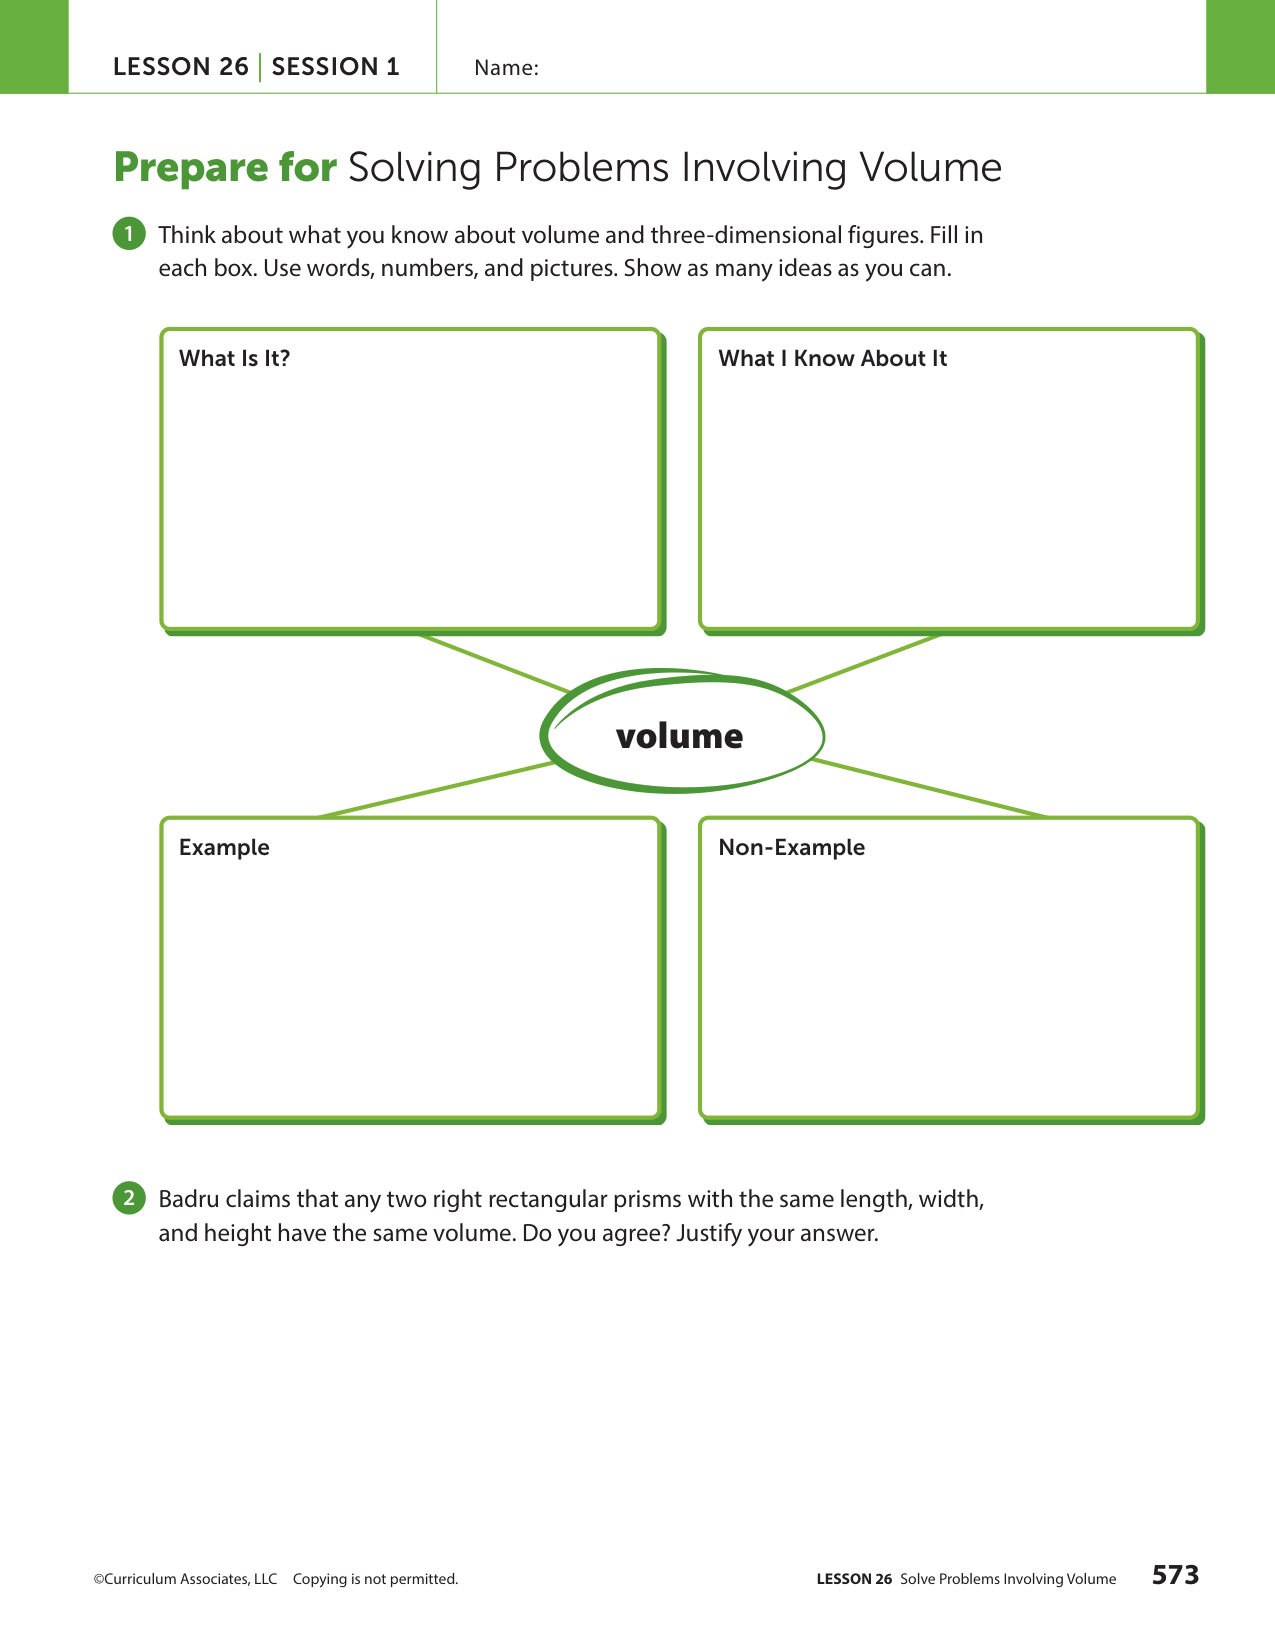 LESSON 26 | SESSION 1
Name:
Prepare for Solving Problems Involving Volume
1 Think about what you know about volume and three-dimensional figures. Fill in
each box. Use words, numbers, and pictures. Show as many ideas as you can.
What Is It?
What I Know About It
volume
Example
Non-Example
2 Badru claims that any two right rectangular prisms with the same length, width,
and height have the same volume. Do you agree? Justify your answer.
©Curriculum Associates, LLC Copying is not permitted.
LESSON 26 Solve Problems Involving Volume 573